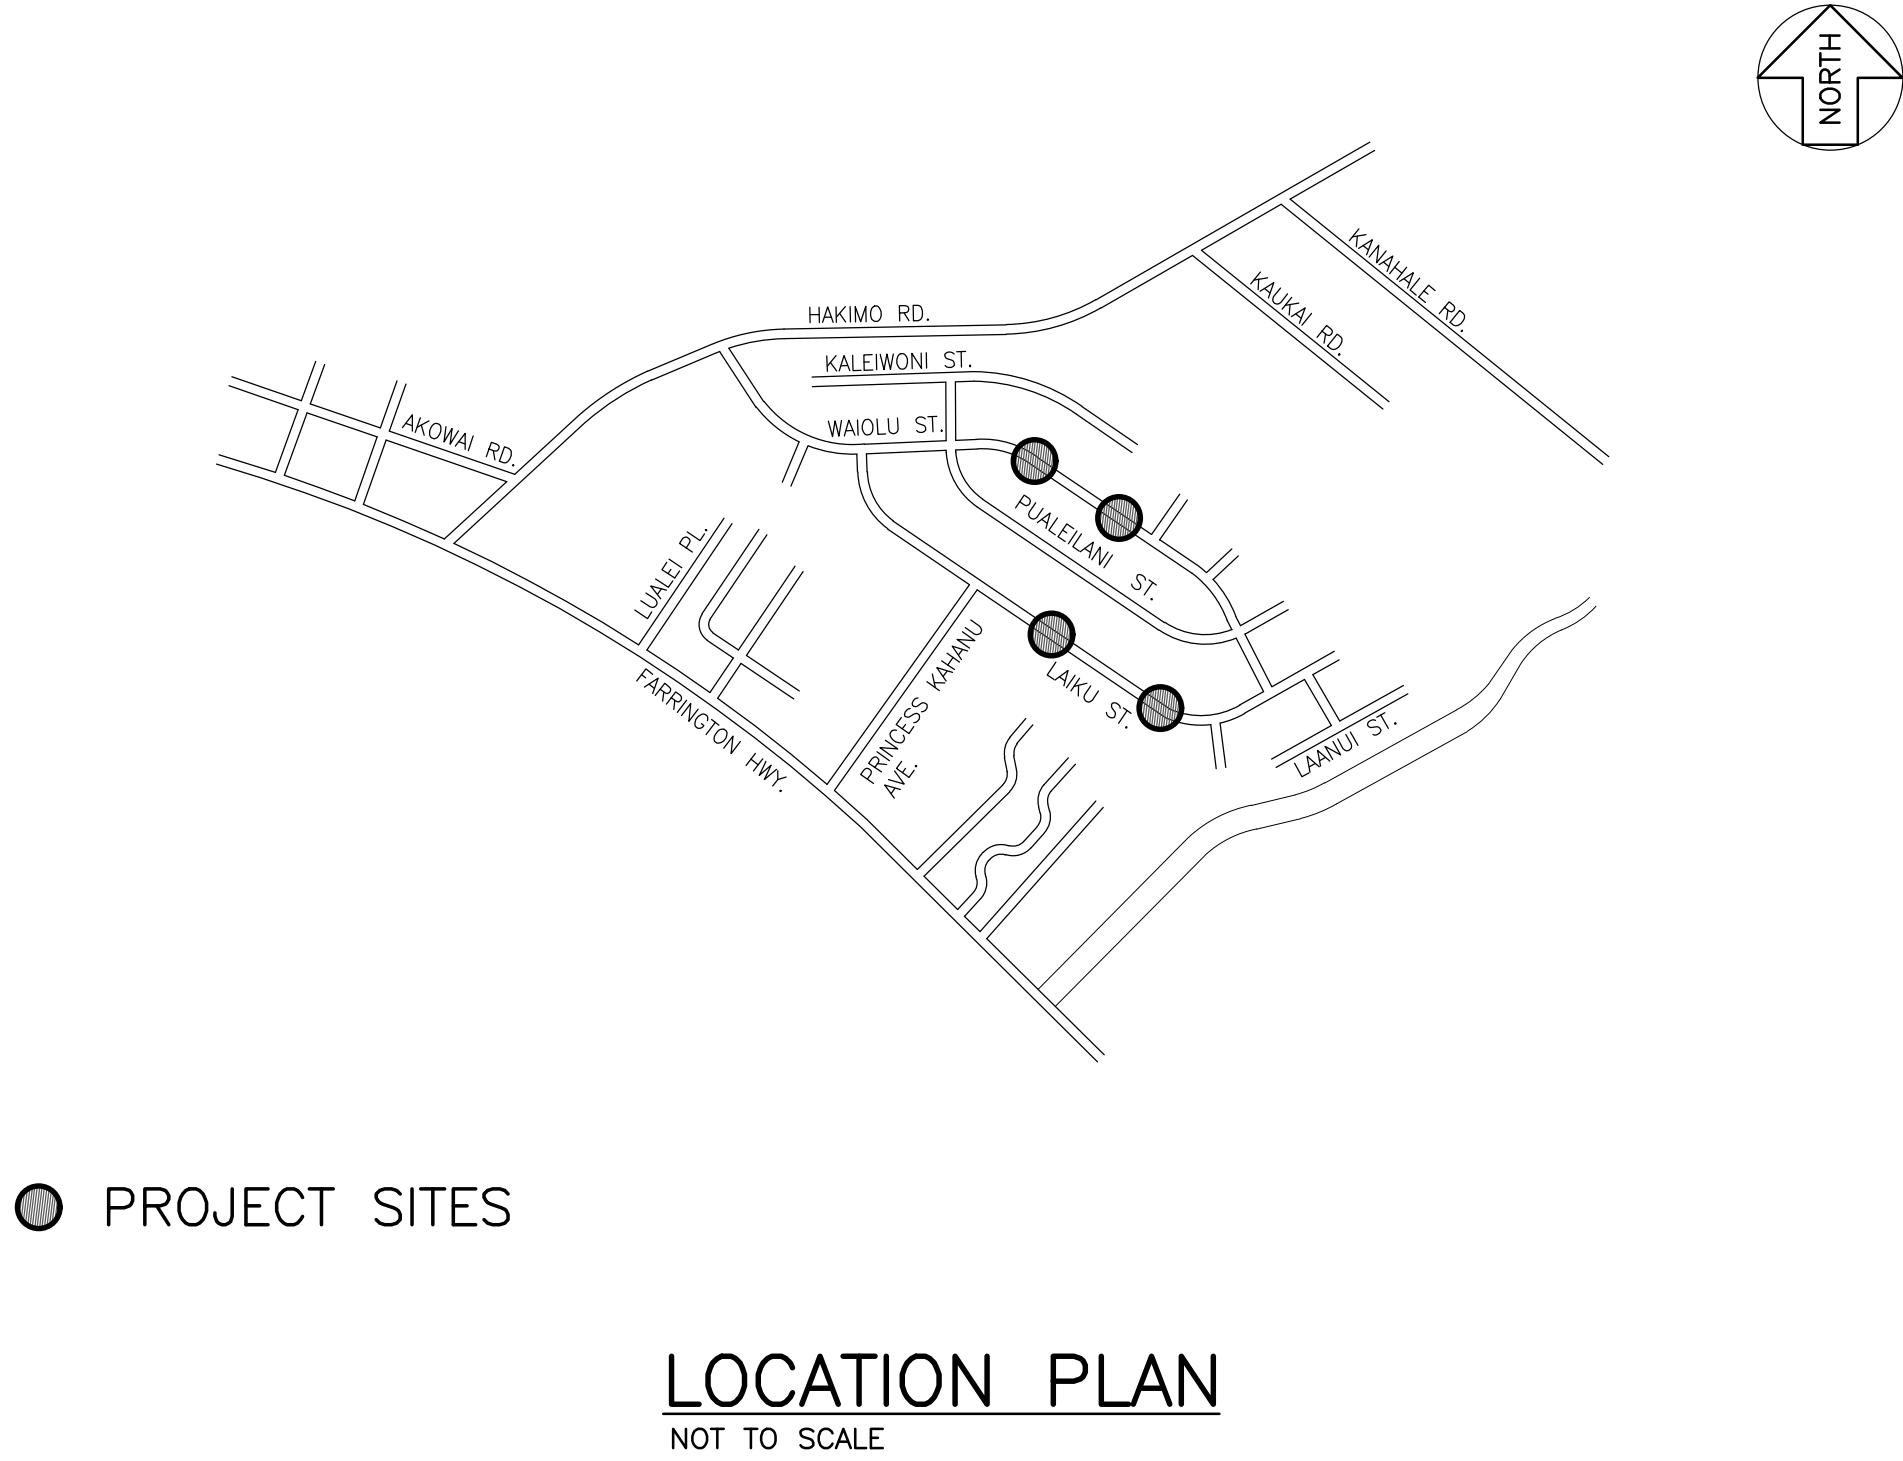 NORTH
KANAHALE RD.
KAUKAI RD.
HAKIMO RD.
KALEIWONI ST.
WAIOLU ST.
AKOWAI RD.
PUALEILANI ST.
LUALEI PL.
FARRINGTON HWY.
PRINCESS KAHANU
AVE.
LAIKU ST.
LAANUI ST.
PROJECT SITES
LOCATION PLAN
NOT TO SCALE